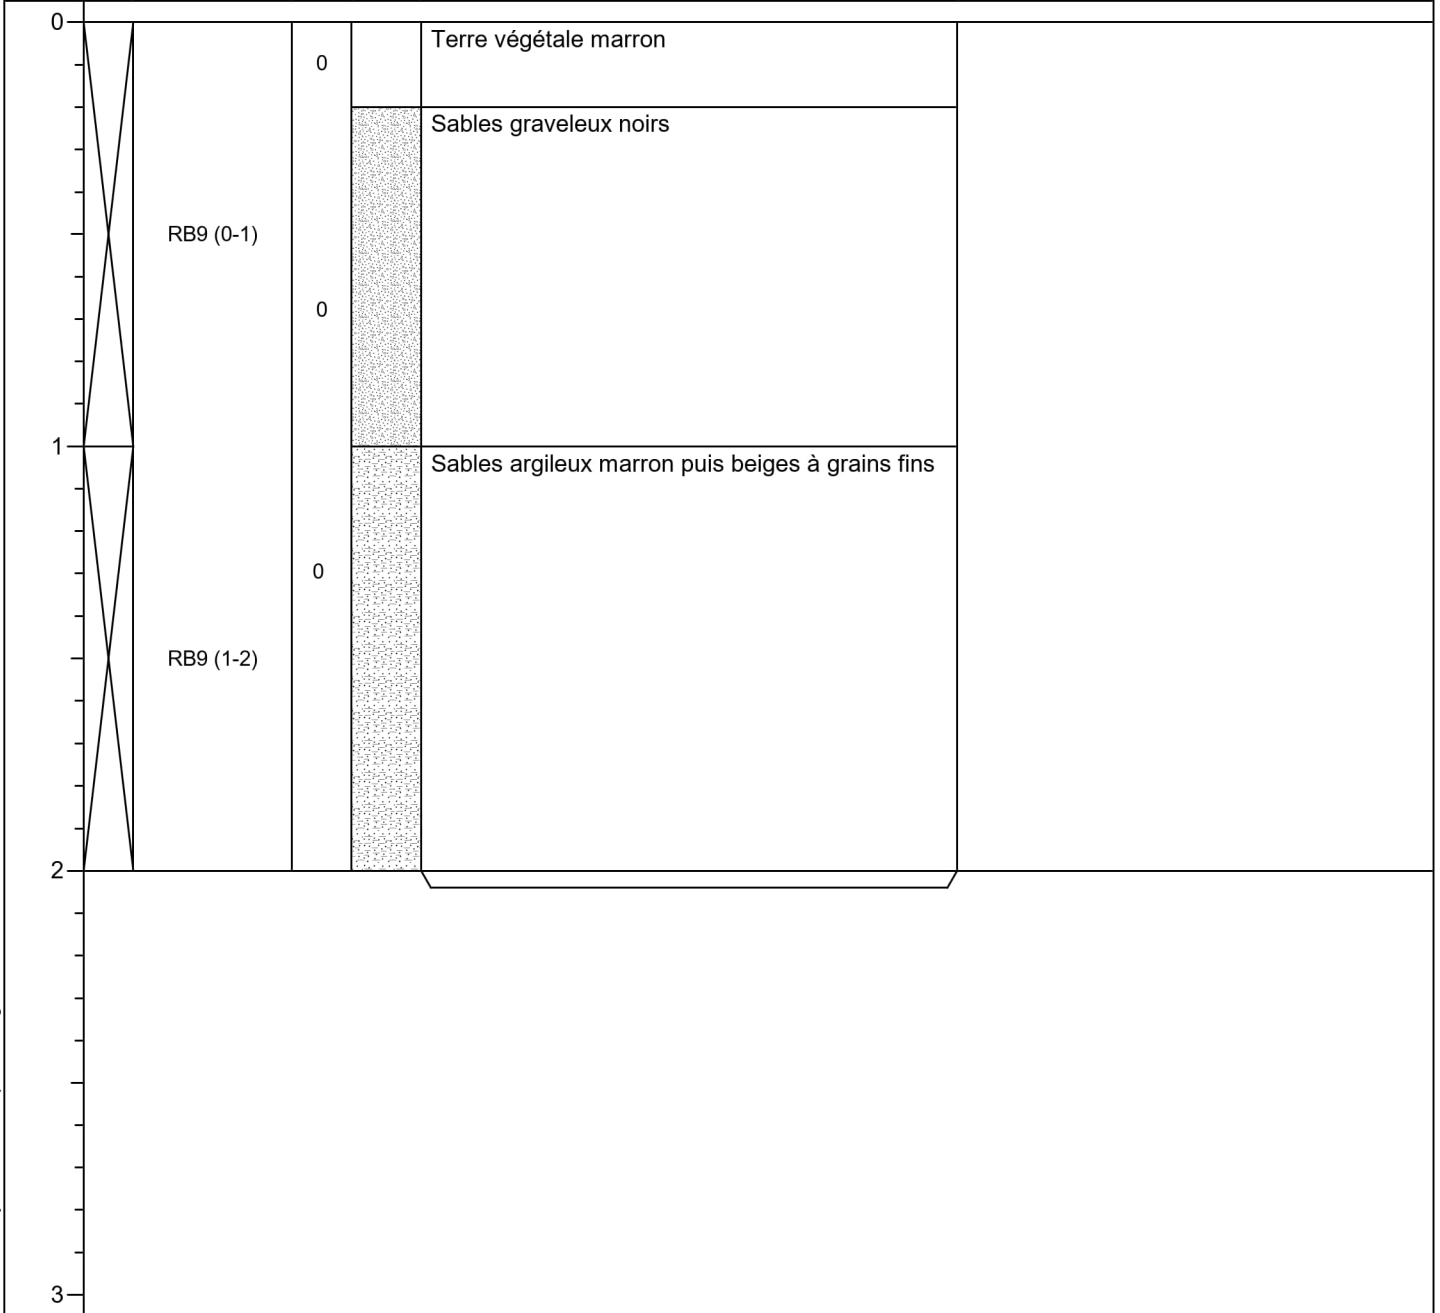 0
Terre végétale marron
0
Sables graveleux noirs
RB9 (0-1)
0
1
Sables argileux marron puis beiges à grains fins
0
RB9 (1-2)
2
3